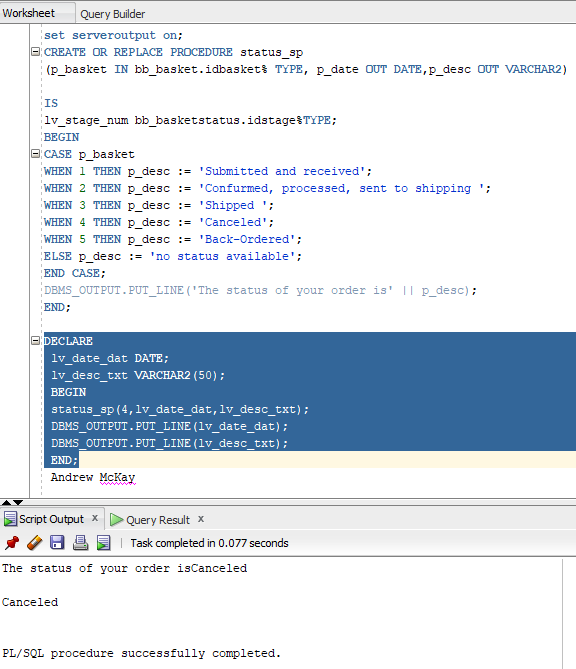 Worksheet Query Builder
set serveroutput on;
CREATE OR REPLACE PROCEDURE status_sp
(p_basket IN bb_basket.idbasket% TYPE, p_date OUT DATE,p_desc OUT VARCHAR2)
IS
lv_stage_num bb_basketstatus.idstage%TYPE;
BEGIN
CASE p_basket
WHEN 1 THEN p_desc := 'Submitted and received';
WHEN 2 THEN p_desc := 'Confurmed, processed, sent to shipping ';
WHEN 3 THEN p_desc := 'Shipped ';
WHEN 4 THEN p_desc := 'Canceled';
WHEN 5 THEN p_desc := 'Back-Ordered';
ELSE p_desc := 'no status available';
END CASE;
DBMS_OUTPUT.PUT_LINE('The status of your order is' || p_desc);
END;
DECLARE
lv_date_dat DATE;
lv_desc_txt VARCHAR2(50);
BEGIN
status_sp(4,lv_date_dat,lv_desc_txt);
DBMS_OUTPUT.PUT_LINE(lv_date_dat);
DBMS_OUTPUT.PUT_LINE(lv_desc_txt);
END;
Andrew McKay
Script Output x Query Result x
Task completed in 0.077 seconds
The status of your order isCanceled
Canceled
PL/SQL procedure successfully completed.